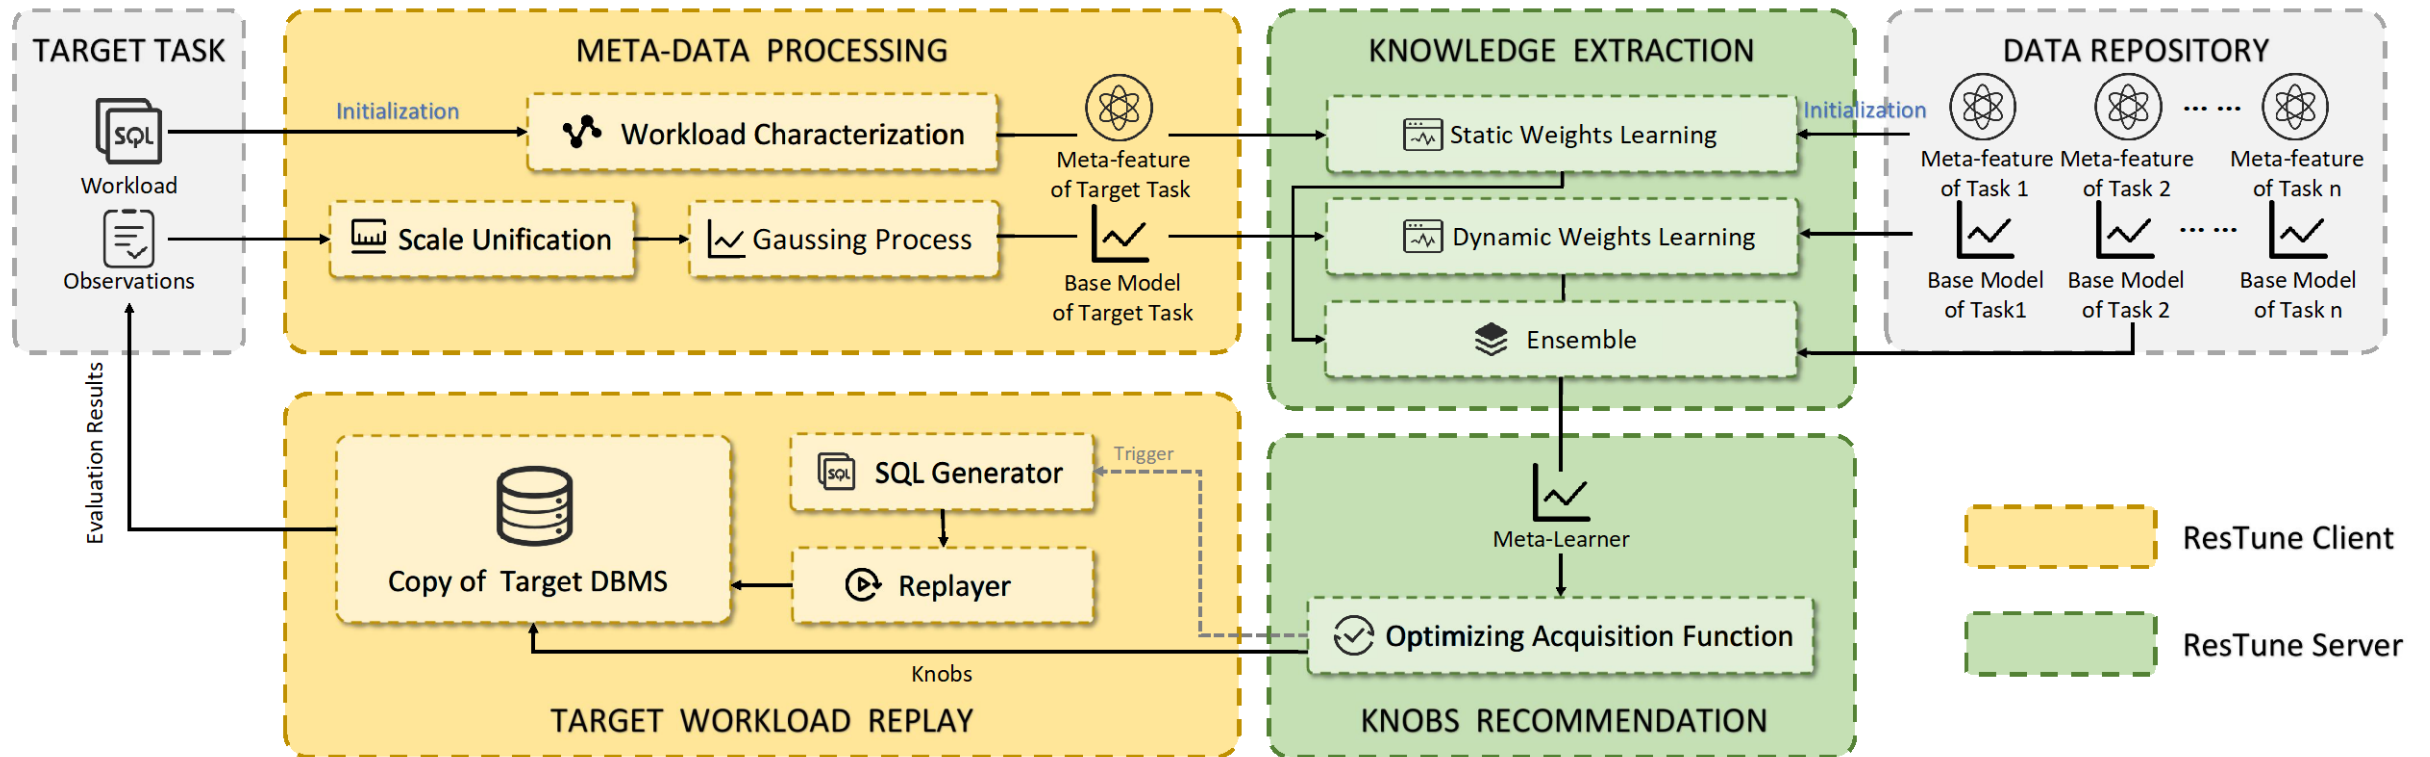 TARGET TASK
SQL
Workload
Observations
Evaluation Results
META-DATA PROCESSING
Initialization
Workload Characterization
Meta-feature
of Target Task
Scale Unification
Gaussing Process
Base Model
of Target Task
KNOWLEDGE EXTRACTION
Static Weights Learning
Dynamic Weights Learning
Ensemble
DATA REPOSITORY
Initialization
... ...
Meta-feature
of Task 1
Meta-feature
of Task 2
Meta-feature
of Task n
... ...
Base Model
of Task1
Base Model
of Task 2
Base Model
of Task n
Copy of Target DBMS
SQL
SQL Generator
Trigger
Replayer
Knobs
TARGET WORKLOAD REPLAY
Meta-Learner
Optimizing Acquisition Function
KNOBS RECOMMENDATION
ResTune Client
ResTune Server